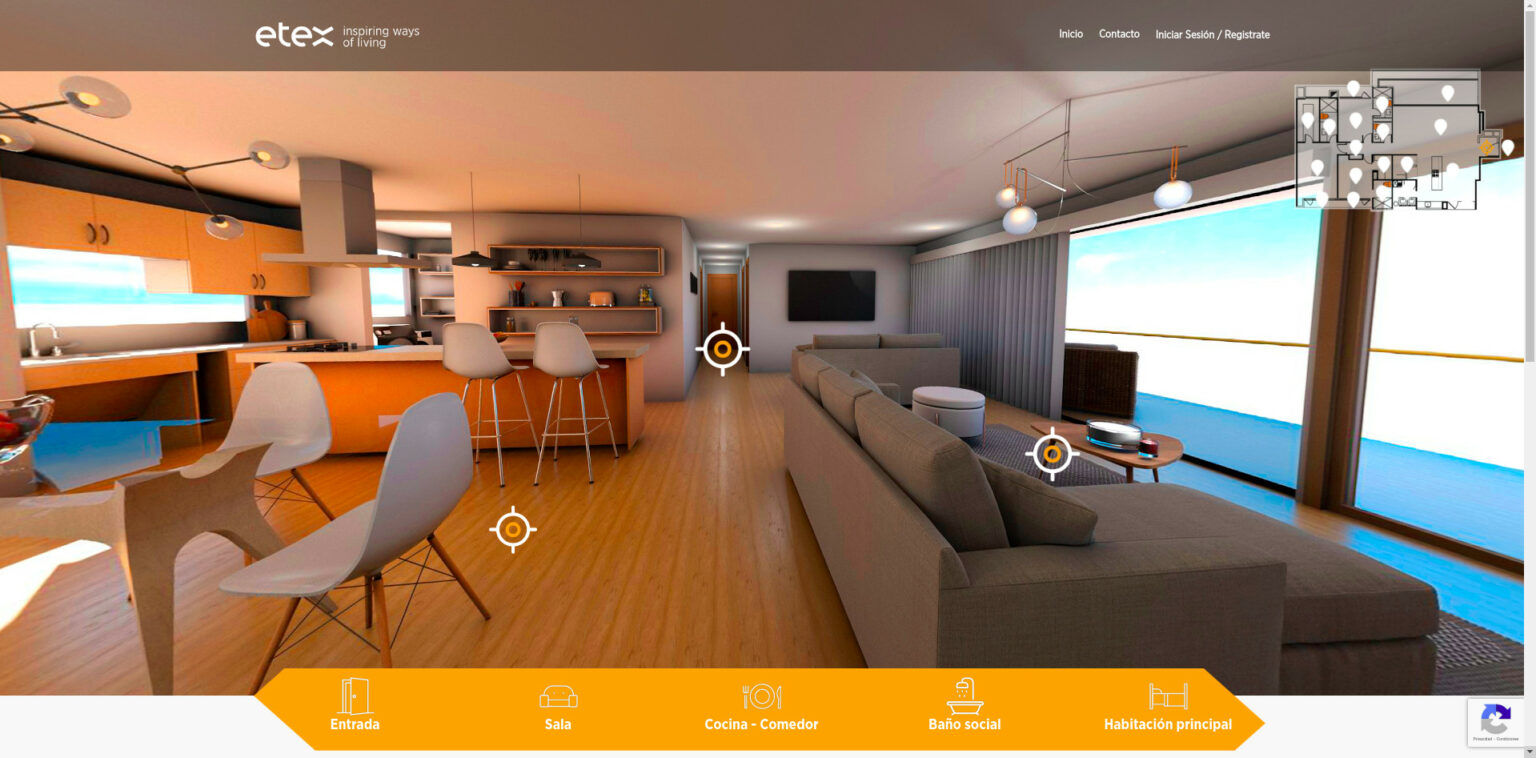 etex inspiring ways
of living
Inicio Contacto Iniciar Sesión / Registrate
Entrada Sala Cocina - Comedor Baño social Habitación principal
Privacidad - Condiciones